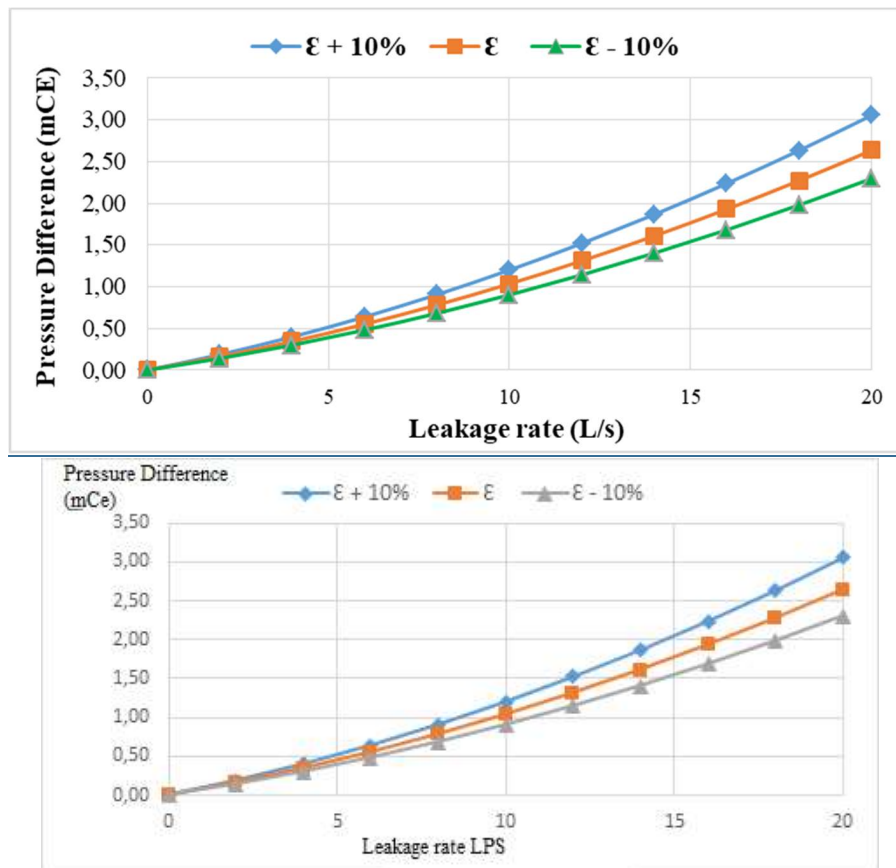 Ɛ + 10% Ɛ Ɛ - 10%
Pressure Difference (mCE)
3,50
3,00
2,50
2,00
1,50
1,00
0,50
0,00
0 5 10 15 20
Leakage rate (L/s)
Pressure Difference
(mCe)
Ɛ + 10% Ɛ Ɛ - 10%
3,50
3,00
2,50
2,00
1,50
1,00
0,50
0,00
0 5 10 15 20
Leakage rate LPS